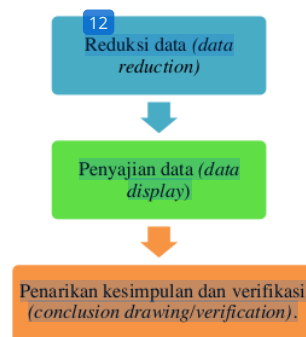 12
Reduksi data (data
reduction)
Penyajian data (data
display)
Penarikan kesimpulan dan verifikasi
(conclusion drawing/verification).